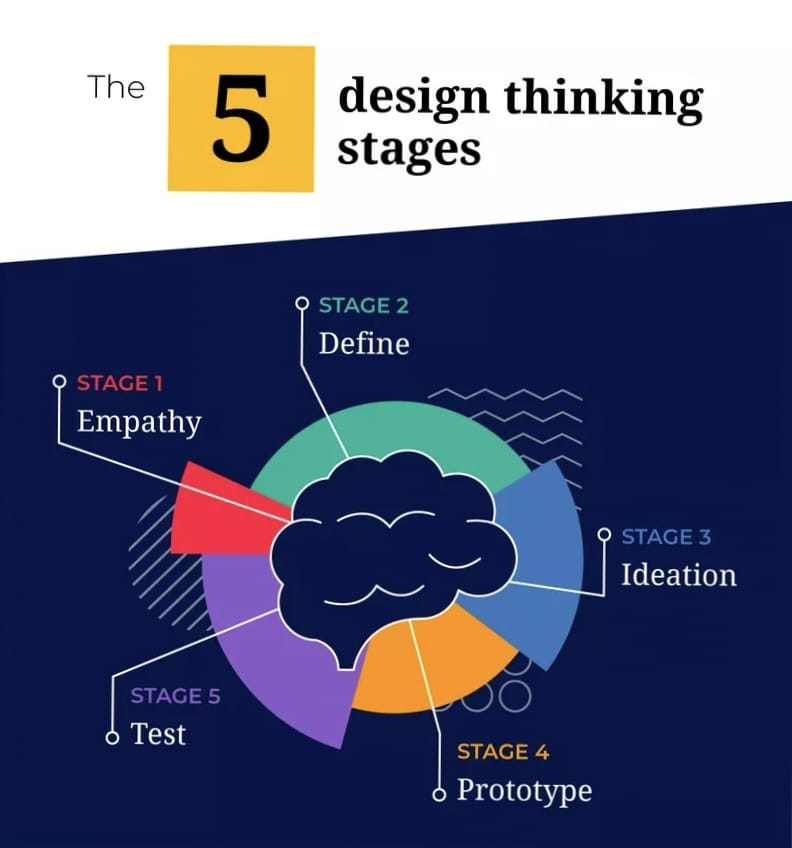 The
5
design thinking
stages
STAGE 1
Empathy
STAGE 2
Define
STAGE 3
Ideation
STAGE 4
Prototype
STAGE 5
Test